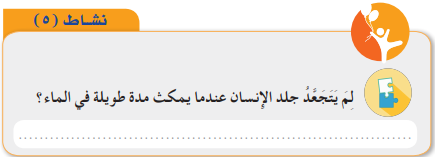 نشاط (٥)
لِمَ يَتَجَعَّدُ جلد الإنسان عندما يمكث مدة طويلة في الماء؟